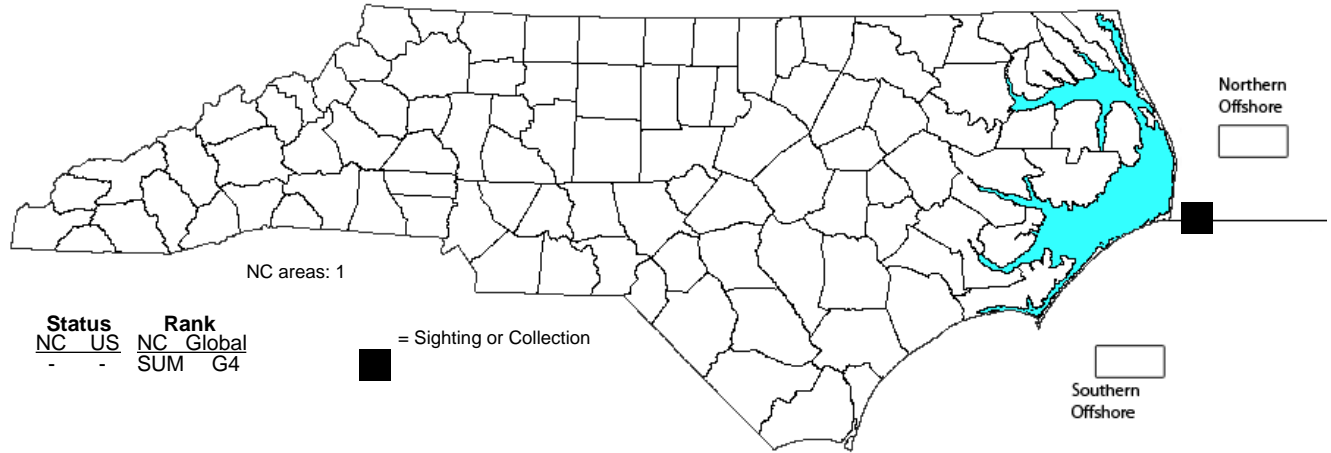 Northern
Offshore
NC areas: 1
Status Rank
NC US NC Global
- - SUM G4
= Sighting or Collection
Southern
Offshore